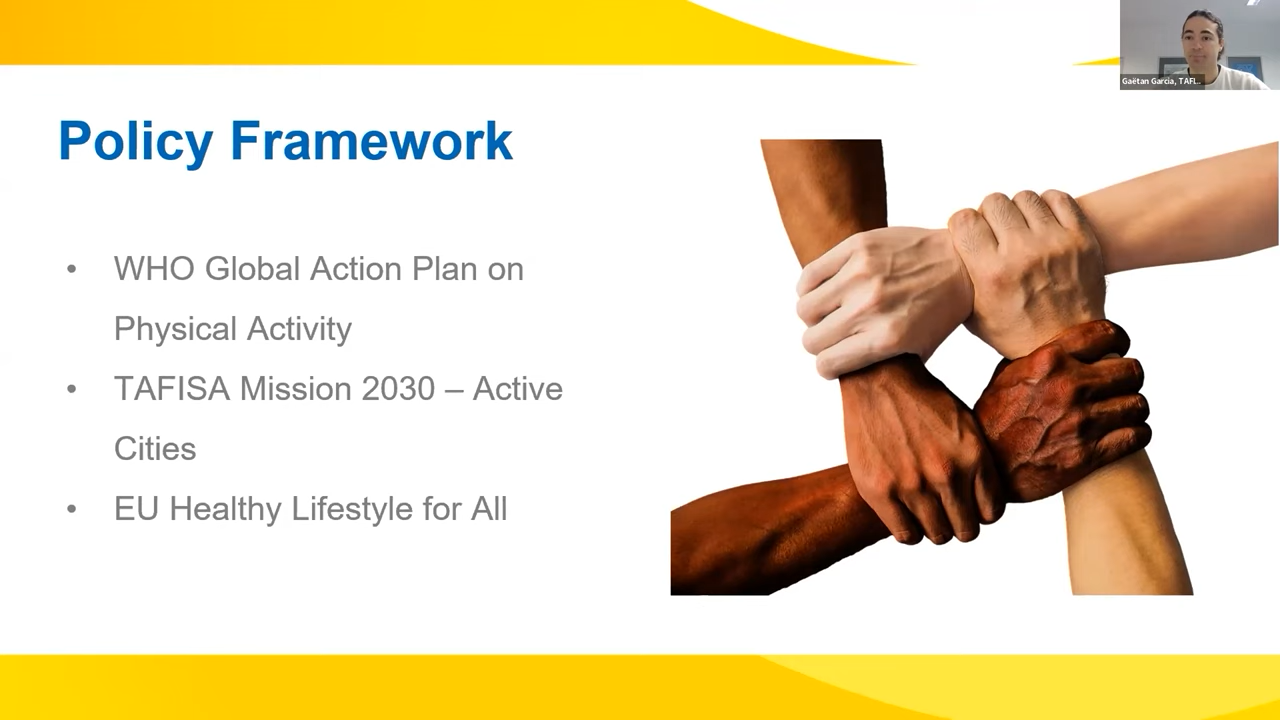 Gaëtan Garcia, TAFI...
Policy Framework
• WHO Global Action Plan on
Physical Activity
• TAFISA Mission 2030 – Active
Cities
• EU Healthy Lifestyle for All